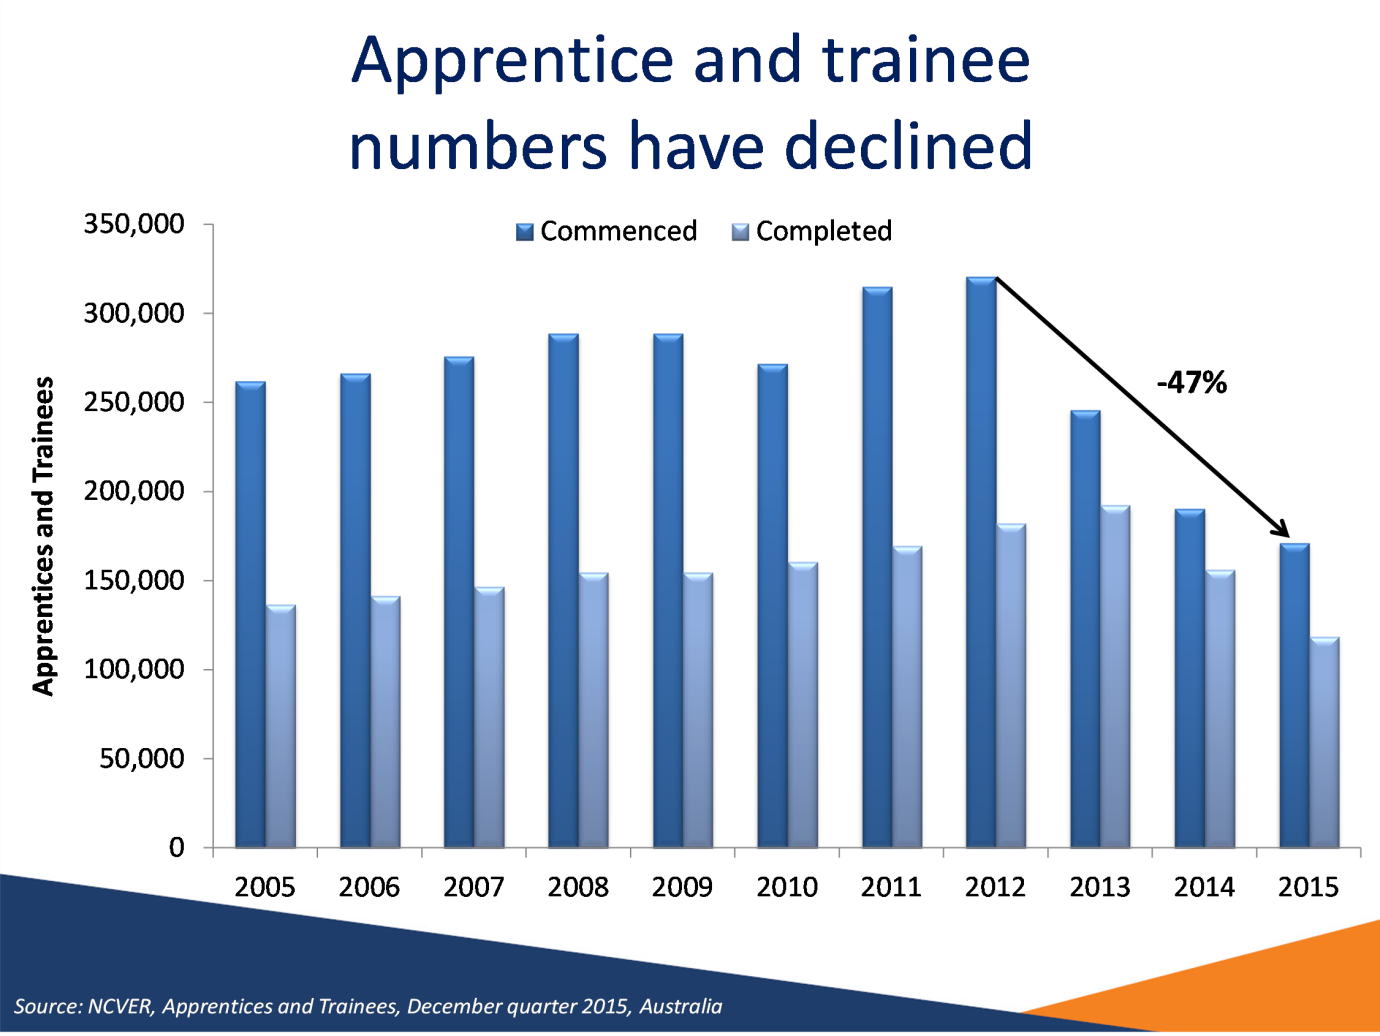 Apprentice and trainee
numbers have declined
Commenced
Completed
350,000
300,000
250,000
200,000
150,000
100,000
50,000
0
Apprentices and Trainees
-47%
2005 2006 2007 2008 2009 2010 2011 2012 2013 2014 2015
Source: NCVER, Apprentices and Trainees, December quarter 2015, Australia